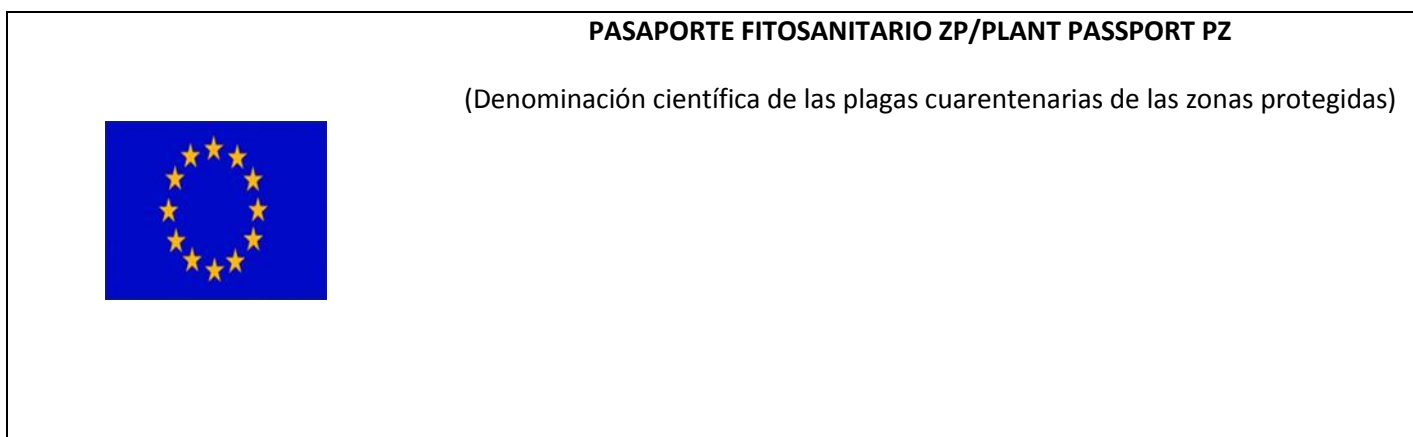 PASAPORTE FITOSANITARIO ZP/PLANT PASSPORT PZ
(Denominación científica de las plagas cuarentenarias de las zonas protegidas)